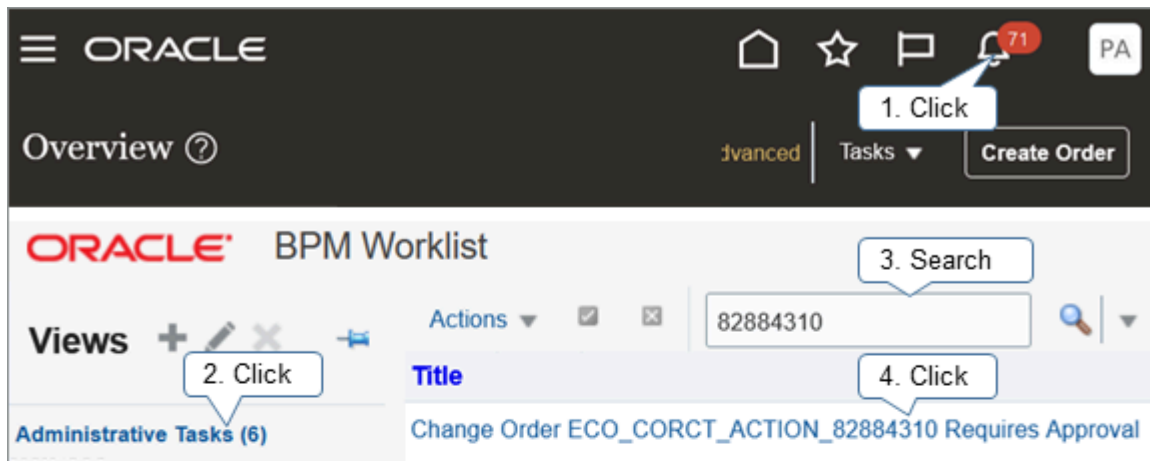 ORACLE
71
PA
1. Click
Overview ?
dvanced
Tasks
Create Order
ORACLE BPM Worklist
3. Search
Views
Actions
82884310
2. Click
Title
4. Click
Administrative Tasks (6)
Change Order ECO_CORCT_ACTION_82884310 Requires Approval